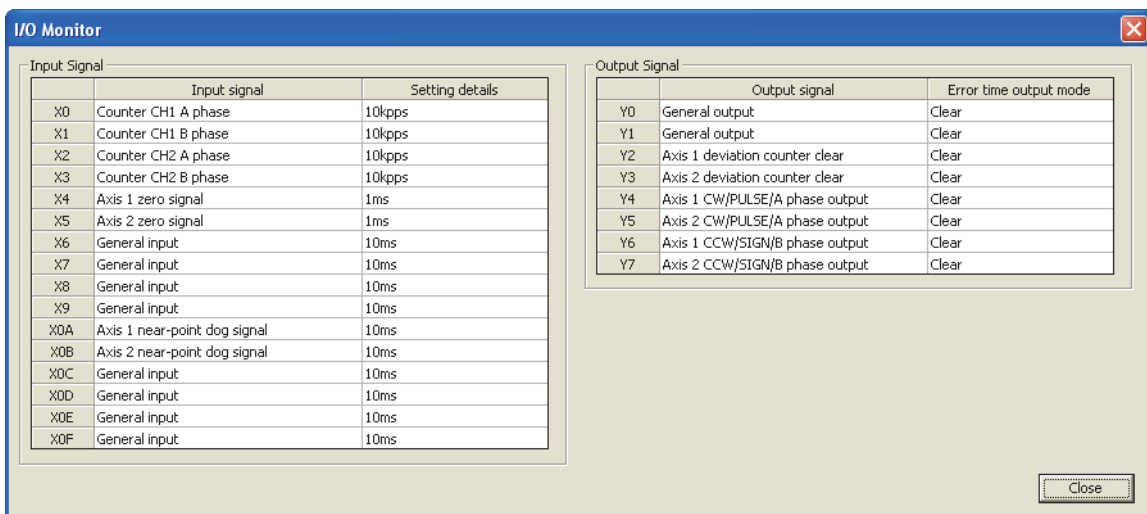 I/O Monitor
Input Signal
Input signal Setting details
X0 Counter CH1 A phase 10kpps
X1 Counter CH1 B phase 10kpps
X2 Counter CH2 A phase 10kpps
X3 Counter CH2 B phase 10kpps
X4 Axis 1 zero signal 1ms
X5 Axis 2 zero signal 1ms
X6 General input 10ms
X7 General input 10ms
X8 General input 10ms
X9 General input 10ms
X0A Axis 1 near-point dog signal 10ms
X0B Axis 2 near-point dog signal 10ms
X0C General input 10ms
X0D General input 10ms
X0E General input 10ms
X0F General input 10ms
Output Signal
Output signal Error time output mode
Y0 General output Clear
Y1 General output Clear
Y2 Axis 1 deviation counter clear Clear
Y3 Axis 2 deviation counter clear Clear
Y4 Axis 1 CW/PULSE/A phase output Clear
Y5 Axis 2 CW/PULSE/A phase output Clear
Y6 Axis 1 CCW/SIGN/B phase output Clear
Y7 Axis 2 CCW/SIGN/B phase output Clear
Close